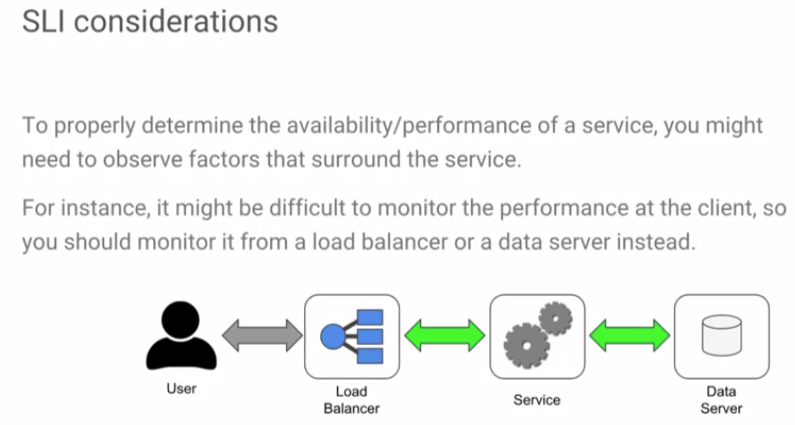 SLI considerations
To properly determine the availability/performance of a service, you might
need to observe factors that surround the service.
For instance, it might be difficult to monitor the performance at the client, so
you should monitor it from a load balancer or a data server instead.
User
Load
Balancer
Service
Data
Server